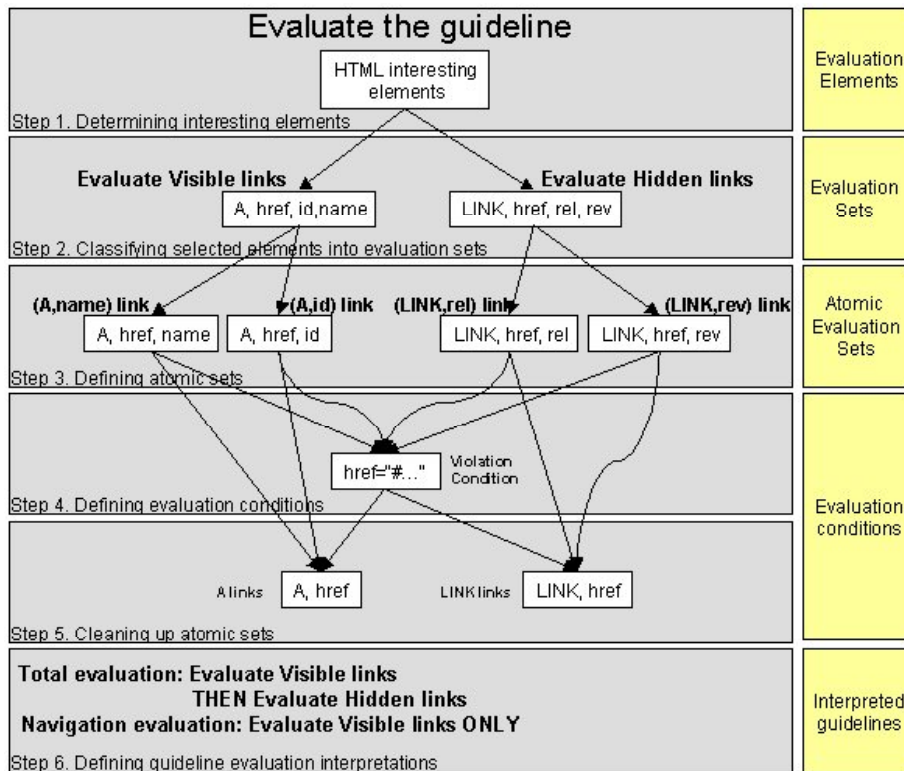 Evaluate the guideline
HTML interesting
elements
Step 1. Determining interesting elements
Evaluation
Elements
Evaluate Visible links
Evaluate Hidden links
A, href, id,name
LINK, href, rel, rev
Step 2. Classifying selected elements into evaluation sets
Evaluation
Sets
(A,name) link
(A,id) link
(LINK,rel) link
(LINK,rev) link
A, href, name
A, href, id
LINK, href, rel
LINK, href, rev
Step 3. Defining atomic sets
Atomic
Evaluation
Sets
href="#..."
Violation
Condition
Step 4. Defining evaluation conditions
Evaluation
conditions
A links
A, href
LINK links
LINK, href
Step 5. Cleaning up atomic sets
Total evaluation: Evaluate Visible links
THEN Evaluate Hidden links
Navigation evaluation: Evaluate Visible links ONLY
Step 6. Defining guideline evaluation interpretations
Interpreted
guidelines